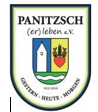 PANITZSCH
(er)leben e.V.
GESTERN - HEUTE - MORGEN